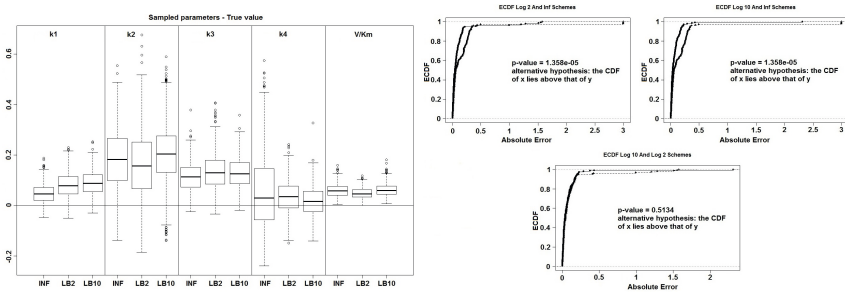 Sampled parameters - True value
k1 k2 k3 k4 V/Km
0.6
0.4
0.2
0
-0.2
INF LB2 LB10 INF LB2 LB10 INF LB2 LB10 INF LB2 LB10 INF LB2 LB10
ECDF Log 2 And Inf Schemes
ECDF
1
0.8
0.6
0.4
0.2
0
p-value = 1.358e-05
alternative hypothesis: the CDF
of x lies above that of y
0 0.5 1 1.5 2 2.5 3
Absolute Error
ECDF Log 10 And Inf Schemes
ECDF
1
0.8
0.6
0.4
0.2
0
p-value = 1.358e-05
alternative hypothesis: the CDF
of x lies above that of y
0 0.5 1 1.5 2 2.5 3
Absolute Error
ECDF Log 10 And Log 2 Schemes
ECDF
1
0.8
0.6
0.4
0.2
0
p-value = 0.5134
alternative hypothesis: the CDF
of x lies above that of y
0 0.5 1 1.5 2
Absolute Error